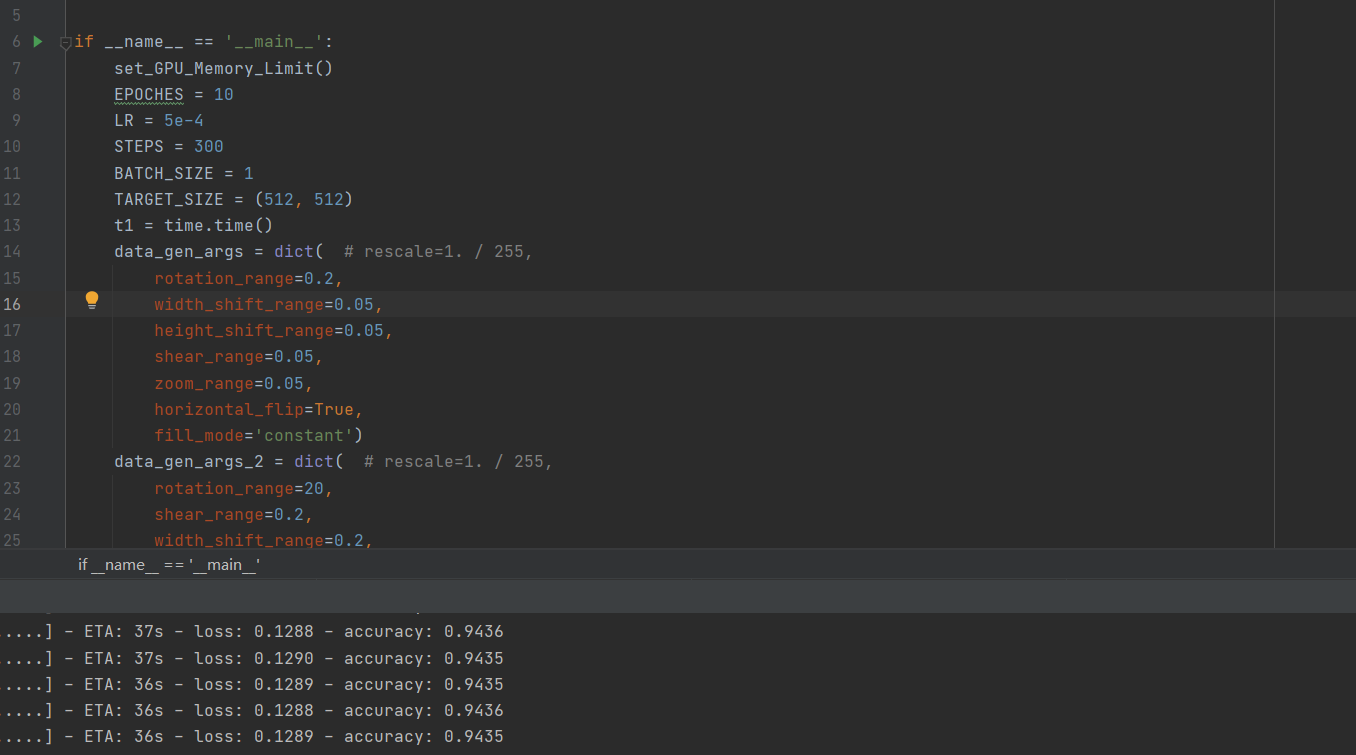 5
6 if __name__ == '__main__':
7 set_GPU_Memory_Limit()
8 EPOCHES = 10
9 LR = 5e-4
10 STEPS = 300
11 BATCH_SIZE = 1
12 TARGET_SIZE = (512, 512)
13 t1 = time.time()
14 data_gen_args = dict(  # rescale=1. / 255,
15 rotation_range=0.2,
16 width_shift_range=0.05,
17 height_shift_range=0.05,
18 shear_range=0.05,
19 zoom_range=0.05,
20 horizontal_flip=True,
21 fill_mode='constant')
22 data_gen_args_2 = dict(  # rescale=1. / 255,
23 rotation_range=20,
24 shear_range=0.2,
25 width_shift_range=0.2,
if __name__ == '__main__'
.....] - ETA: 37s - loss: 0.1288 - accuracy: 0.9436
.....] - ETA: 37s - loss: 0.1290 - accuracy: 0.9435
.....] - ETA: 36s - loss: 0.1289 - accuracy: 0.9435
.....] - ETA: 36s - loss: 0.1288 - accuracy: 0.9436
.....] - ETA: 36s - loss: 0.1289 - accuracy: 0.9435